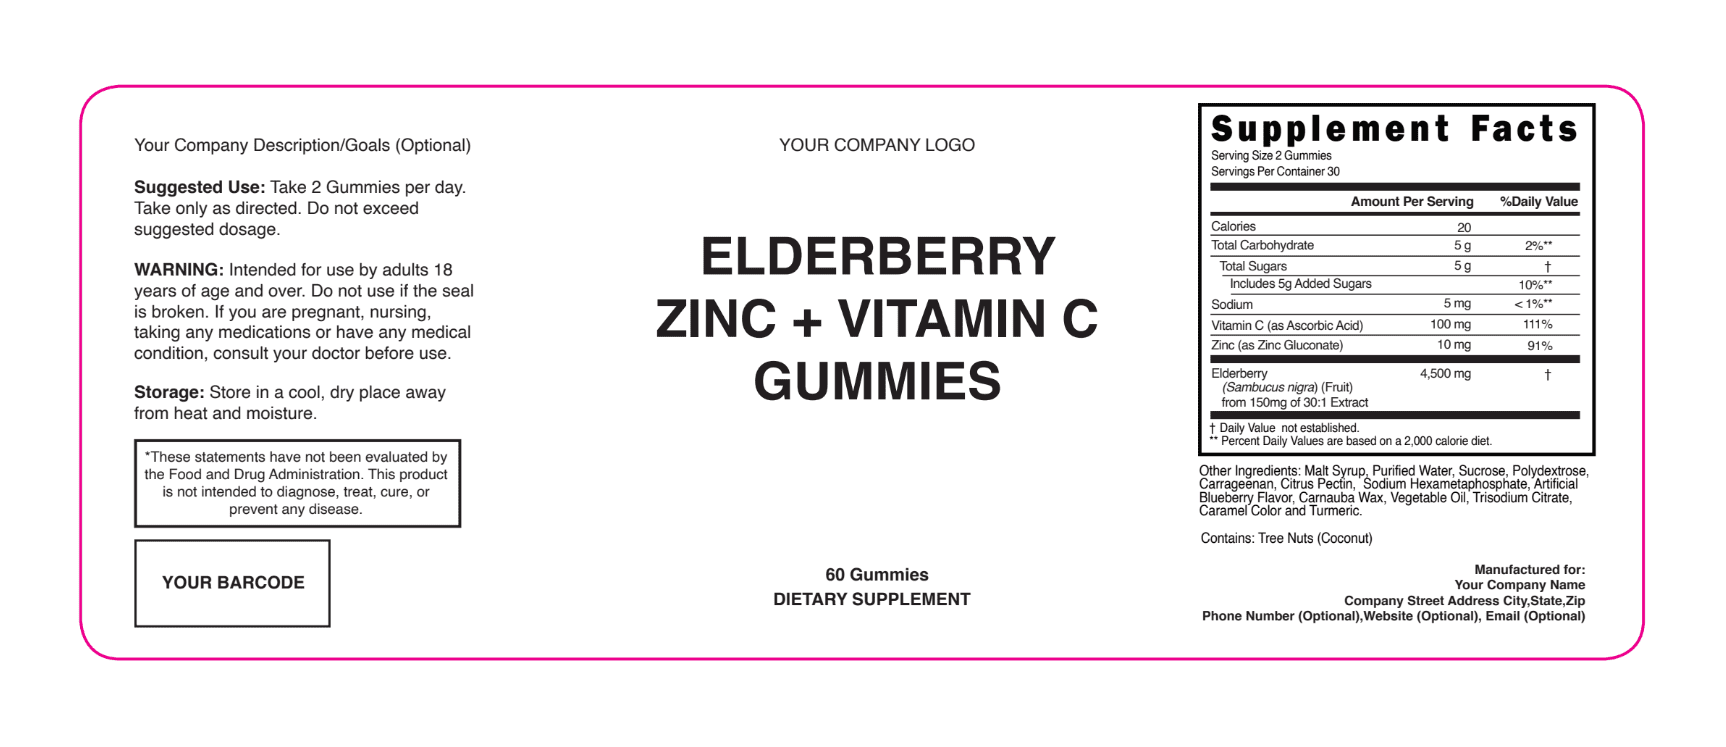 Your Company Description/Goals (Optional)
Suggested Use: Take 2 Gummies per day.
Take only as directed. Do not exceed
suggested dosage.
WARNING: Intended for use by adults 18
years of age and over. Do not use if the seal
is broken. If you are pregnant, nursing,
taking any medications or have any medical
condition, consult your doctor before use.
Storage: Store in a cool, dry place away
from heat and moisture.
*These statements have not been evaluated by
the Food and Drug Administration. This product
is not intended to diagnose, treat, cure, or
prevent any disease.
YOUR BARCODE
YOUR COMPANY LOGO
ELDERBERRY
ZINC + VITAMIN C
GUMMIES
60 Gummies
DIETARY SUPPLEMENT
Supplement Facts
Serving Size 2 Gummies
Servings Per Container 30
Amount Per Serving %Daily Value
Calories 20
Total Carbohydrate 5 g 2%**
Total Sugars 5 g †
Includes 5g Added Sugars 10%**
Sodium 5 mg < 1%**
Vitamin C (as Ascorbic Acid) 100 mg 111%
Zinc (as Zinc Gluconate) 10 mg 91%
Elderberry 4,500 mg †
(Sambucus nigra) (Fruit)
from 150mg of 30:1 Extract
† Daily Value not established.
** Percent Daily Values are based on a 2,000 calorie diet.
Other Ingredients: Malt Syrup, Purified Water, Sucrose, Polydextrose,
Carrageenan, Citrus Pectin, Sodium Hexametaphosphate, Artificial
Blueberry Flavor, Carnauba Wax, Vegetable Oil, Trisodium Citrate,
Caramel Color and Turmeric.
Contains: Tree Nuts (Coconut)
Manufactured for:
Your Company Name
Company Street Address City,State,Zip
Phone Number (Optional),Website (Optional), Email (Optional)